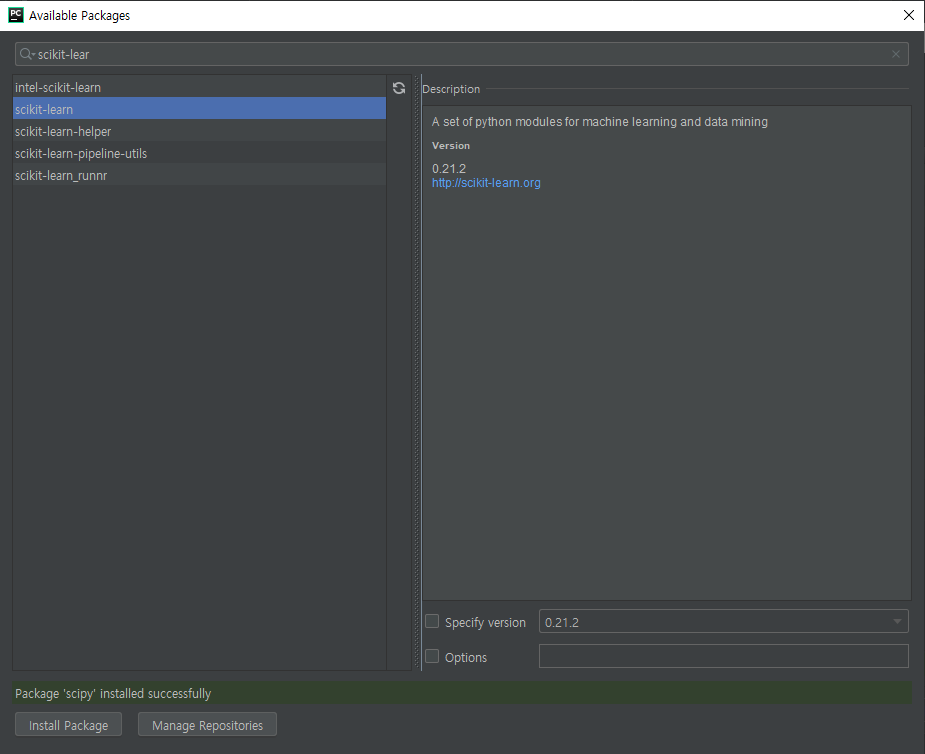 PC Available Packages
scikit-lear
intel-scikit-learn
scikit-learn
scikit-learn-helper
scikit-learn-pipeline-utils
scikit-learn_runnr
Description
A set of python modules for machine learning and data mining
Version
0.21.2
http://scikit-learn.org
Specify version 0.21.2
Options
Package 'scipy' installed successfully
Install Package Manage Repositories